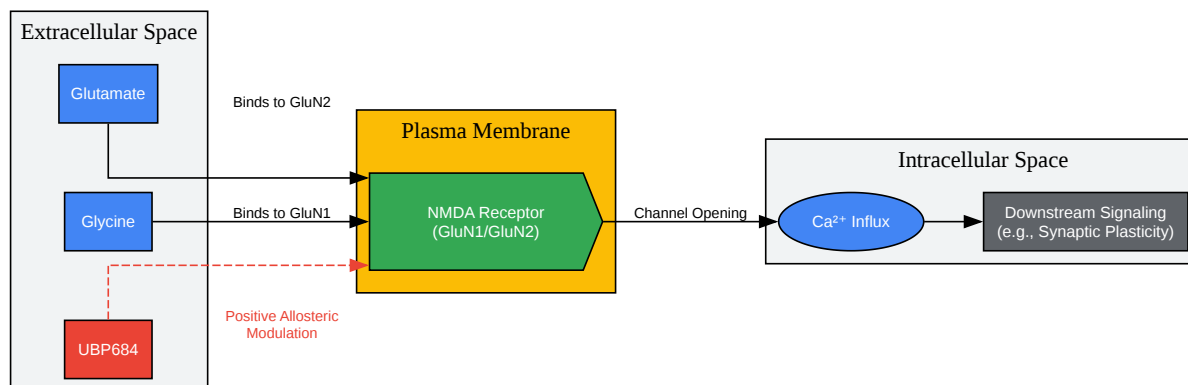 Extracellular Space
Glutamate
Binds to GluN2
Plasma Membrane
Intracellular Space
Glycine
Binds to GluN1
NMDA Receptor
(GluN1/GluN2)
Channel Opening
Ca²⁺ Influx
Downstream Signaling
(e.g., Synaptic Plasticity)
Positive Allosteric
Modulation
UBP684